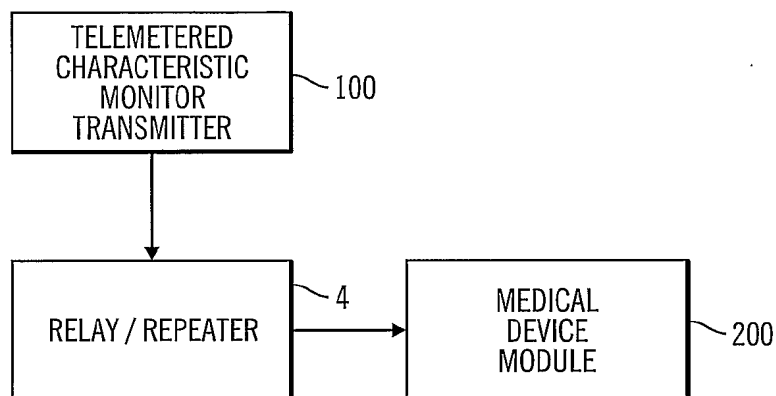 TELEMETERED
CHARACTERISTIC
MONITOR
TRANSMITTER
100
RELAY / REPEATER
4
MEDICAL
DEVICE
MODULE
200